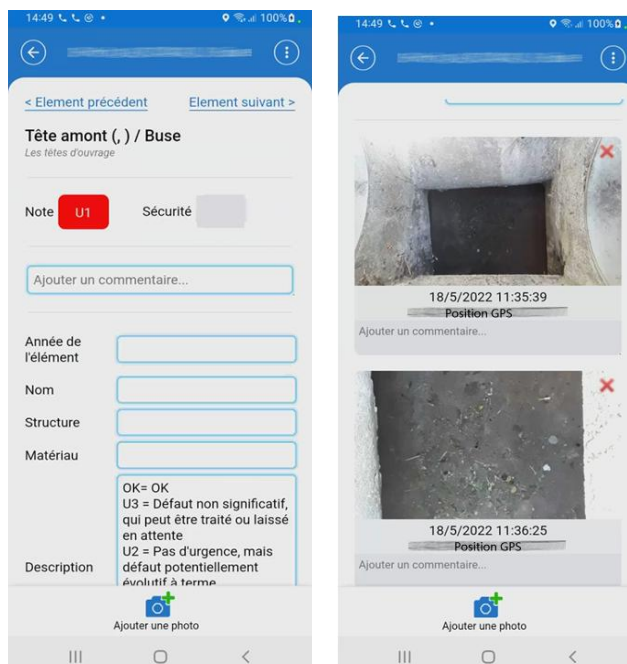 14:49
100%
< Element précédent
Element suivant >
Tête amont (, ) / Buse
Les têtes d'ouvrage
Note U1 Sécurité
Ajouter un commentaire...
Année de
l'élément
Nom
Structure
Matériau
Description
OK= OK
U3 = Défaut non significatif,
qui peut être traité ou laissé
en attente
U2 = Pas d'urgence, mais
défaut potentiellement
évolutif à terme
Ajouter une photo
14:49
100%
18/5/2022 11:35:39
Position GPS
Ajouter un commentaire...
18/5/2022 11:36:25
Position GPS
Ajouter un commentaire...
Ajouter une photo